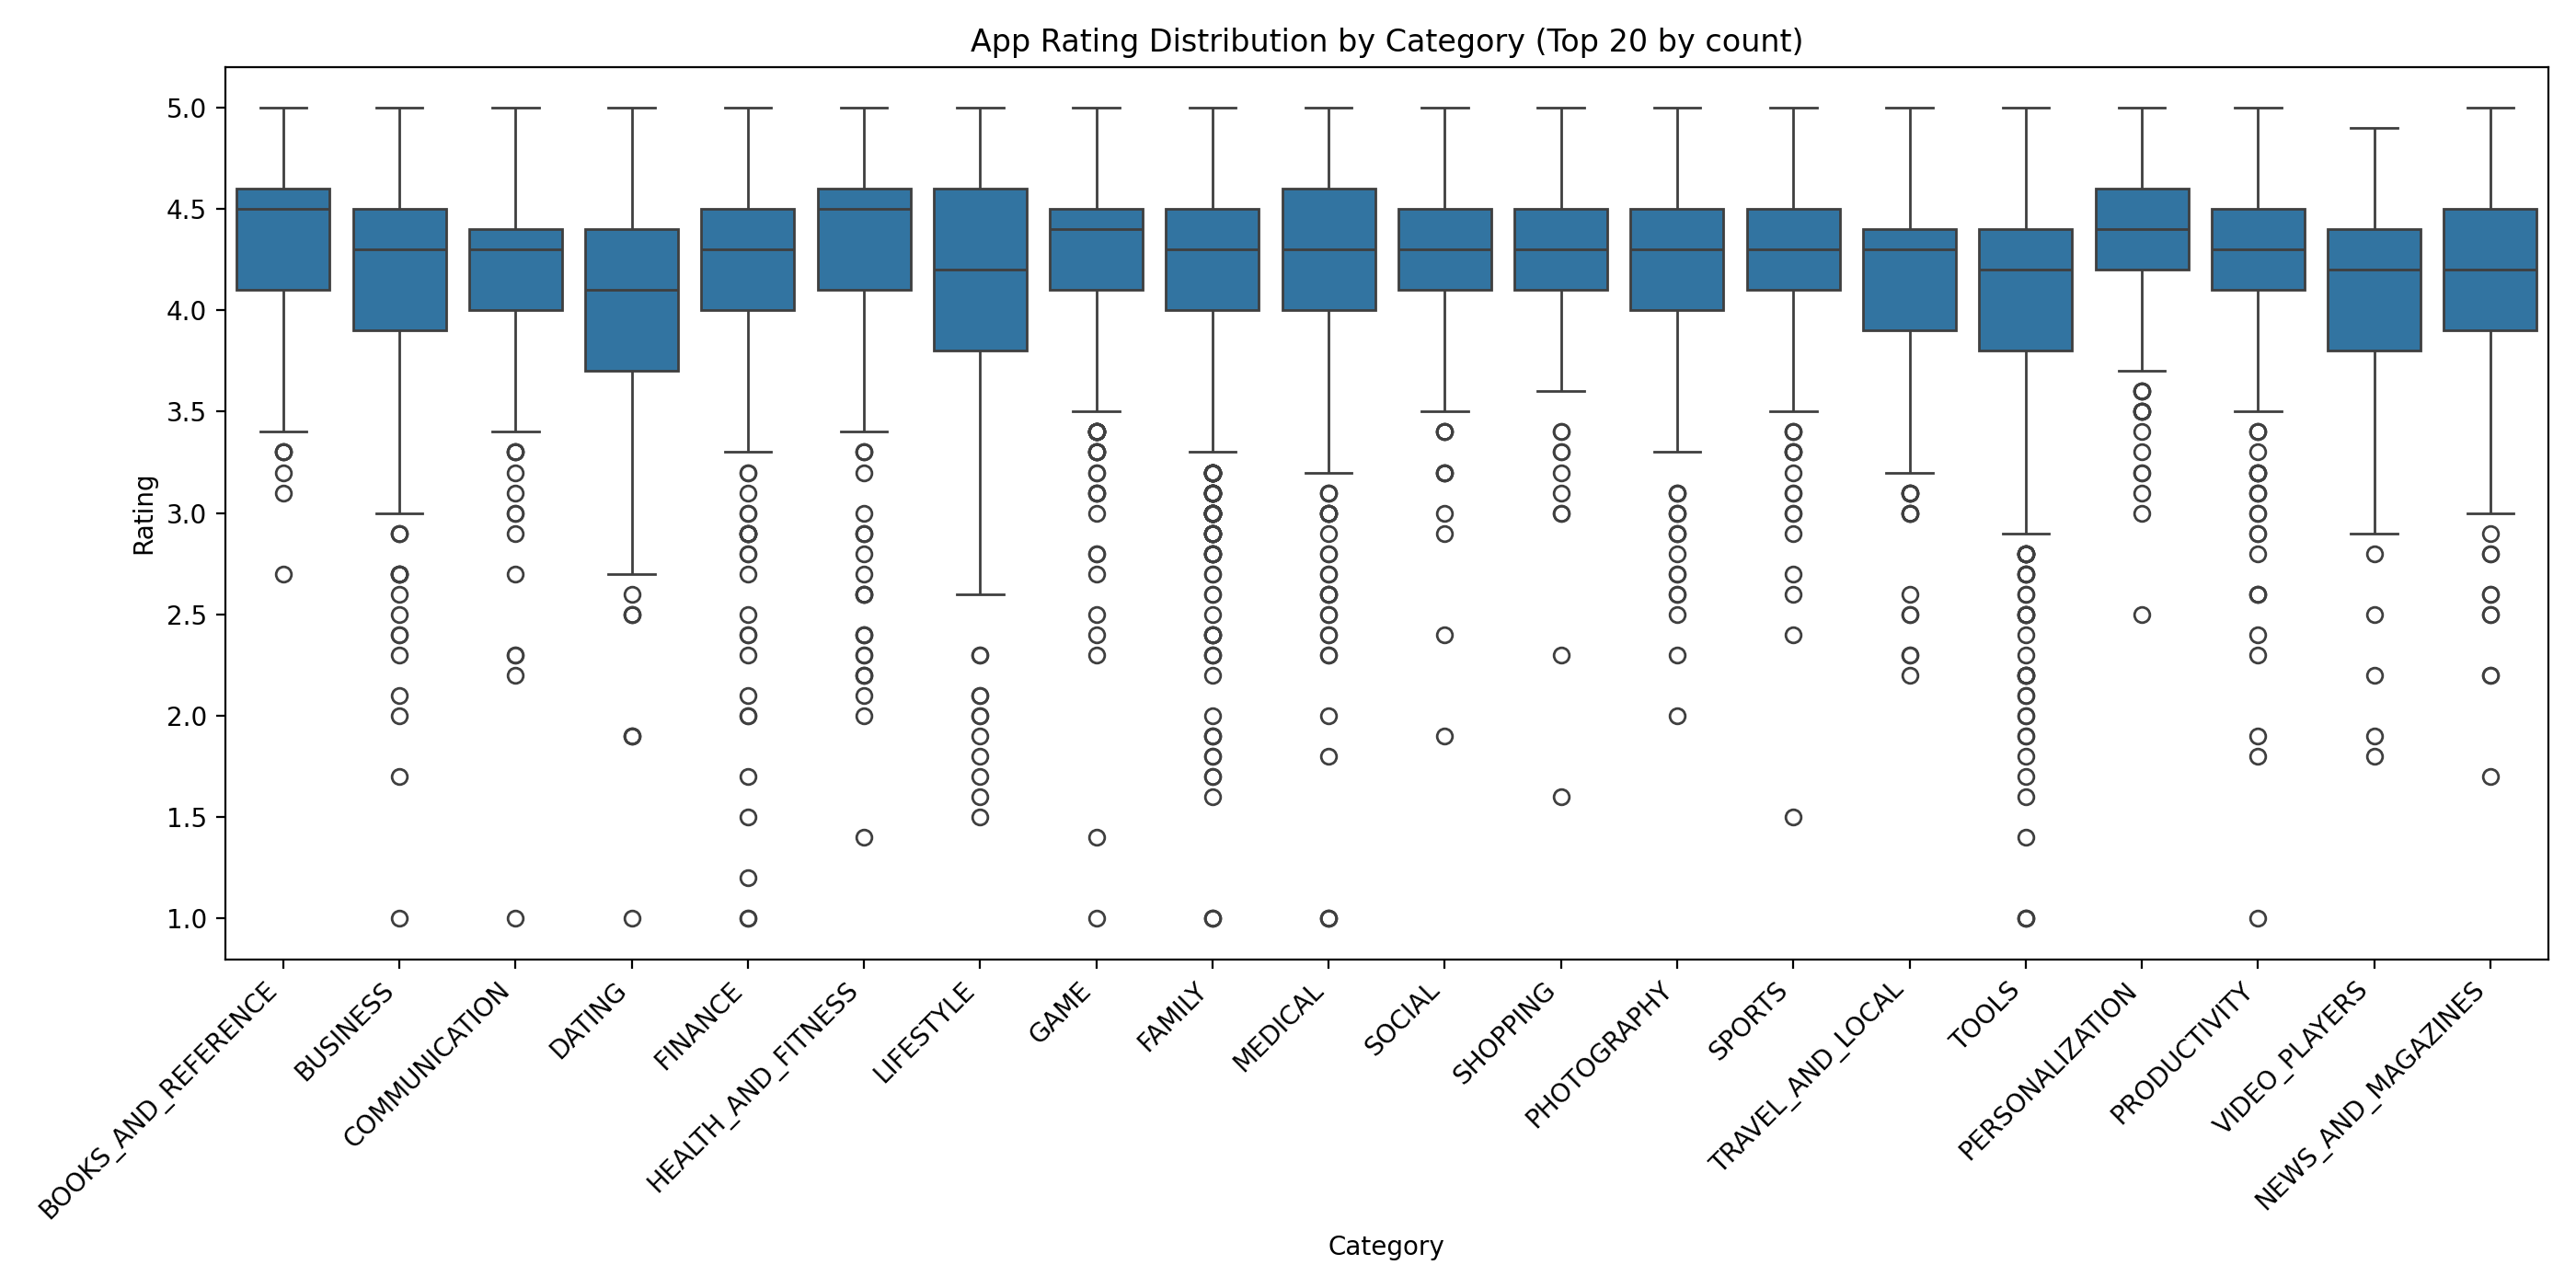 App Rating Distribution by Category (Top 20 by count)
Rating
5.0
4.5
4.0
3.5
3.0
2.5
2.0
1.5
1.0
BOOKS_AND_REFERENCE
BUSINESS
COMMUNICATION
DATING
FINANCE
HEALTH_AND_FITNESS
LIFESTYLE
GAME
FAMILY
MEDICAL
SOCIAL
SHOPPING
PHOTOGRAPHY
SPORTS
TRAVEL_AND_LOCAL
TOOLS
PERSONALIZATION
PRODUCTIVITY
VIDEO_PLAYERS
NEWS_AND_MAGAZINES
Category